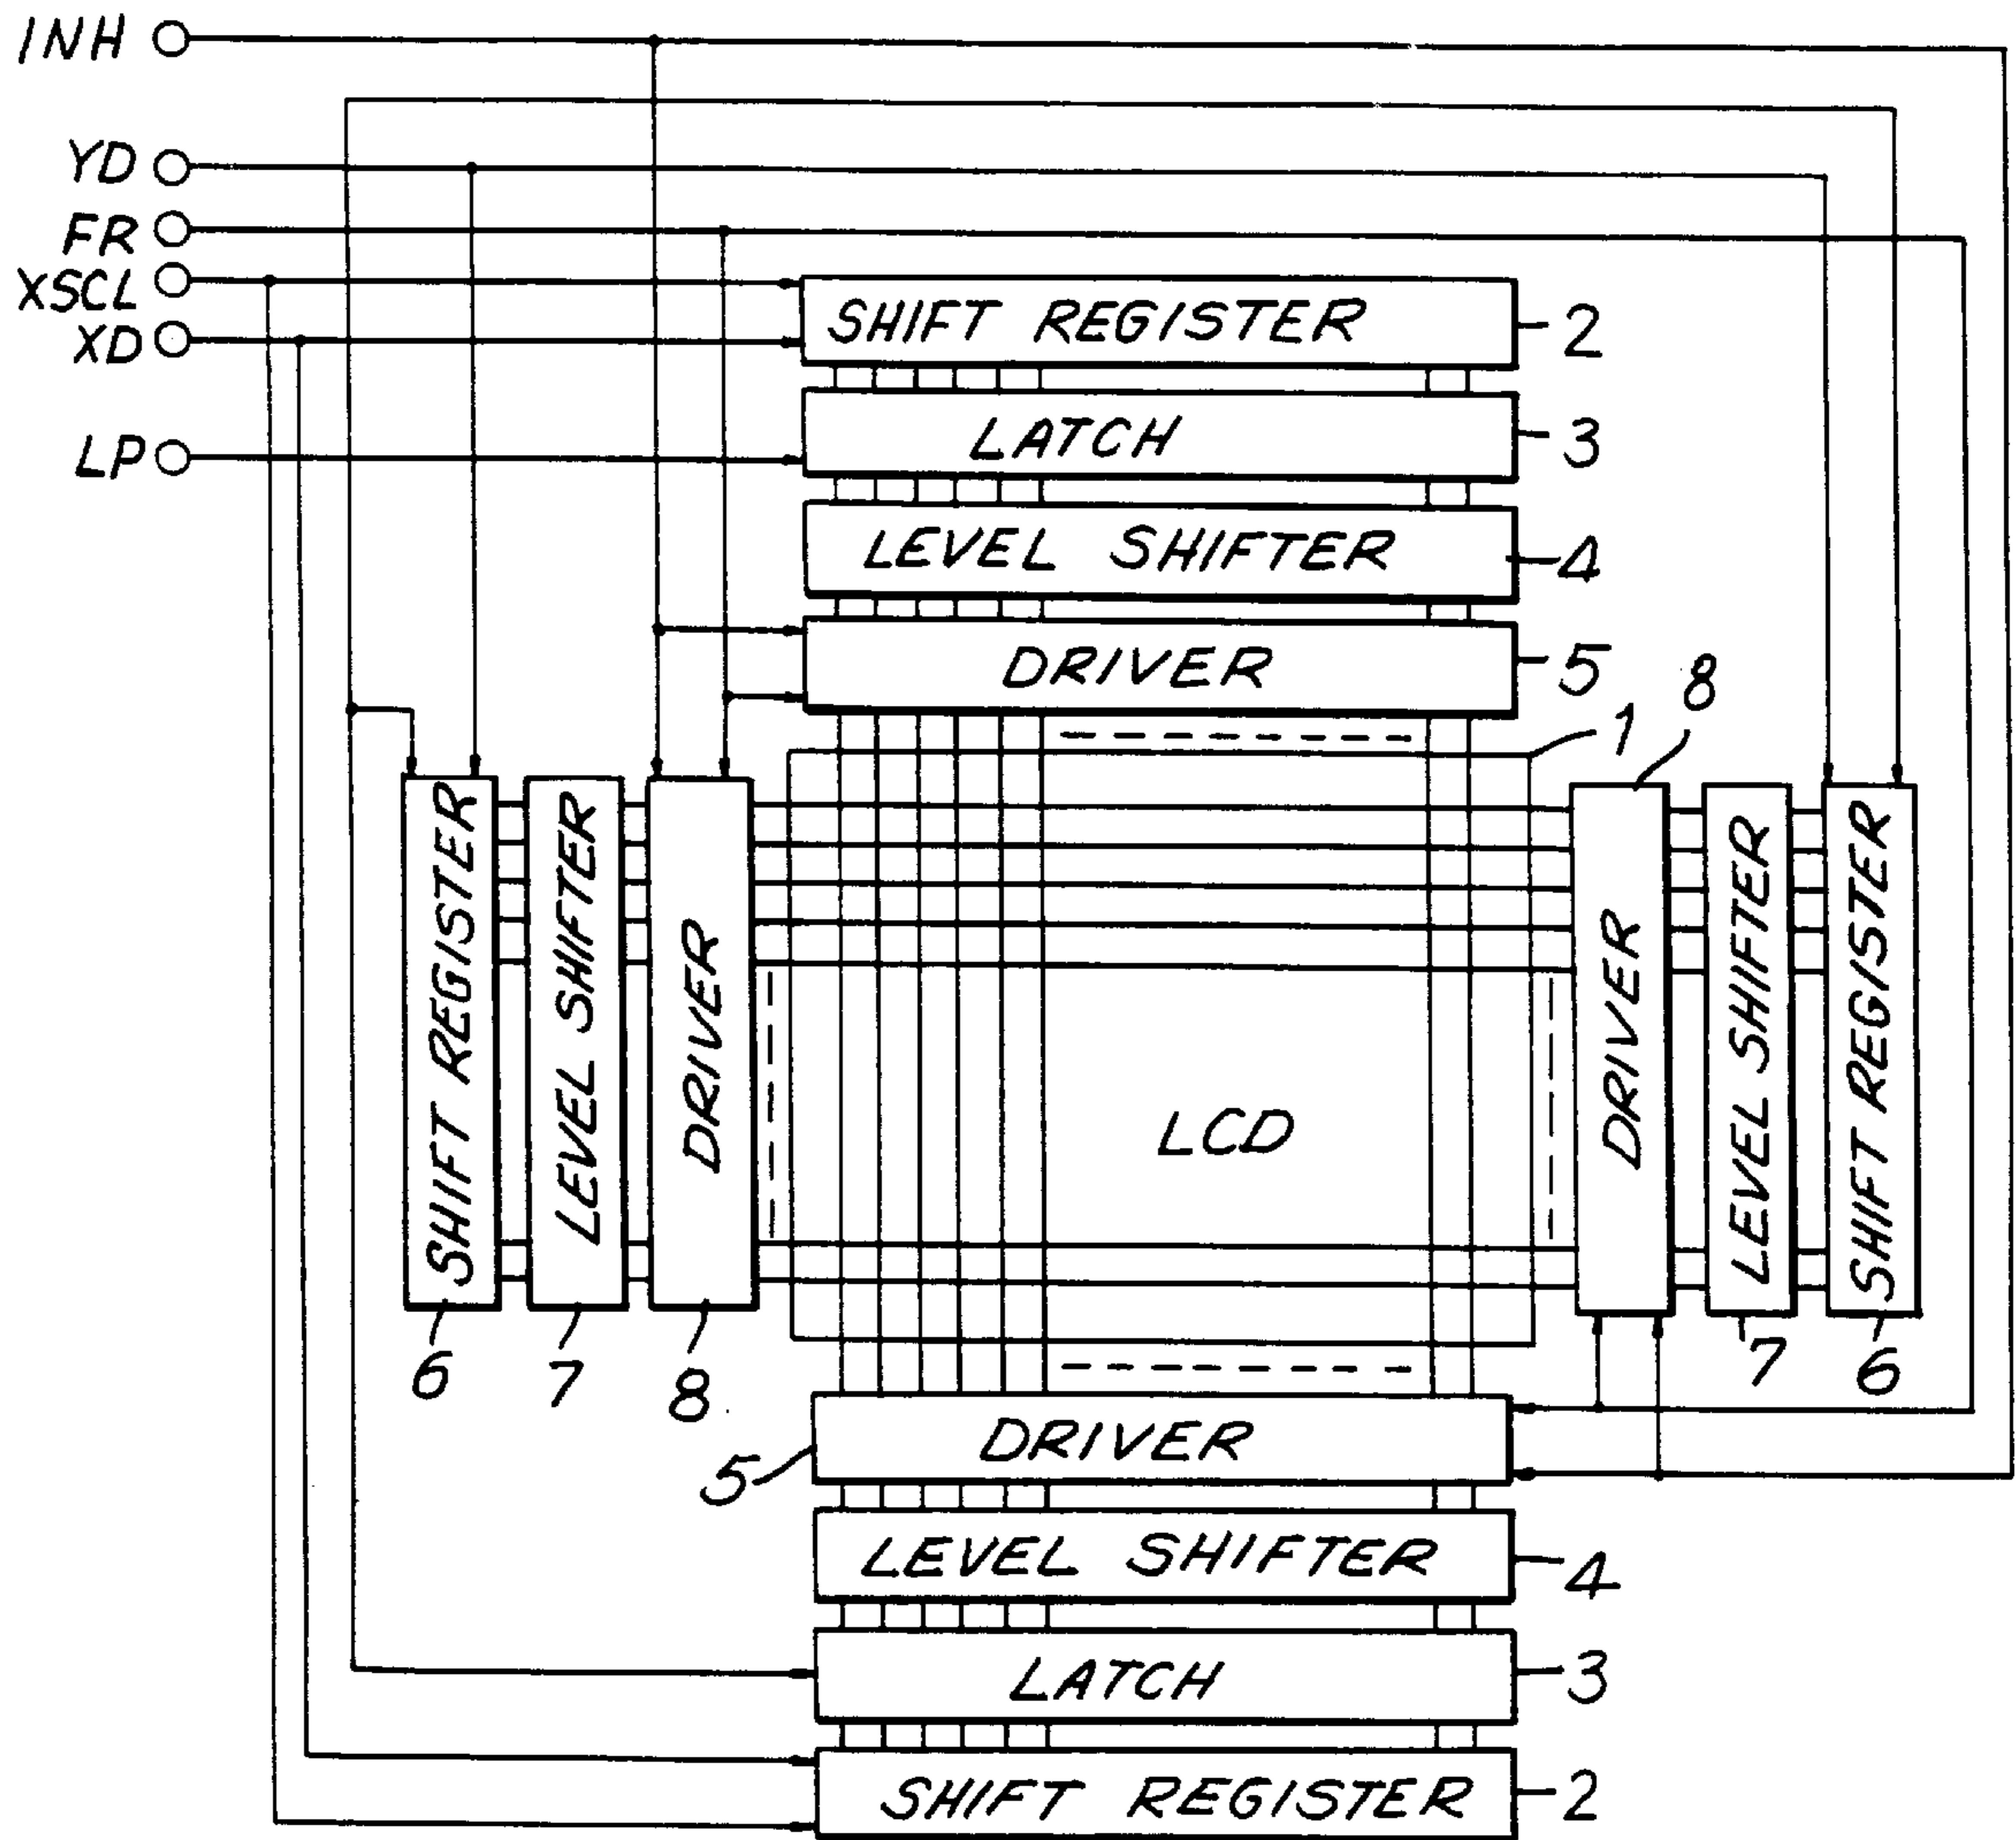 INH
YD
FR
XSCL
XD
LP
SHIFT REGISTER 2
LATCH 3
LEVEL SHIFTER 4
DRIVER 5
1
8
SHIFT REGISTER
LEVEL SHIFTER
DRIVER
LCD
DRIVER
LEVEL SHIFTER
SHIFT REGISTER
6 7 8
7 6
5 DRIVER
LEVEL SHIFTER 4
LATCH 3
SHIFT REGISTER 2